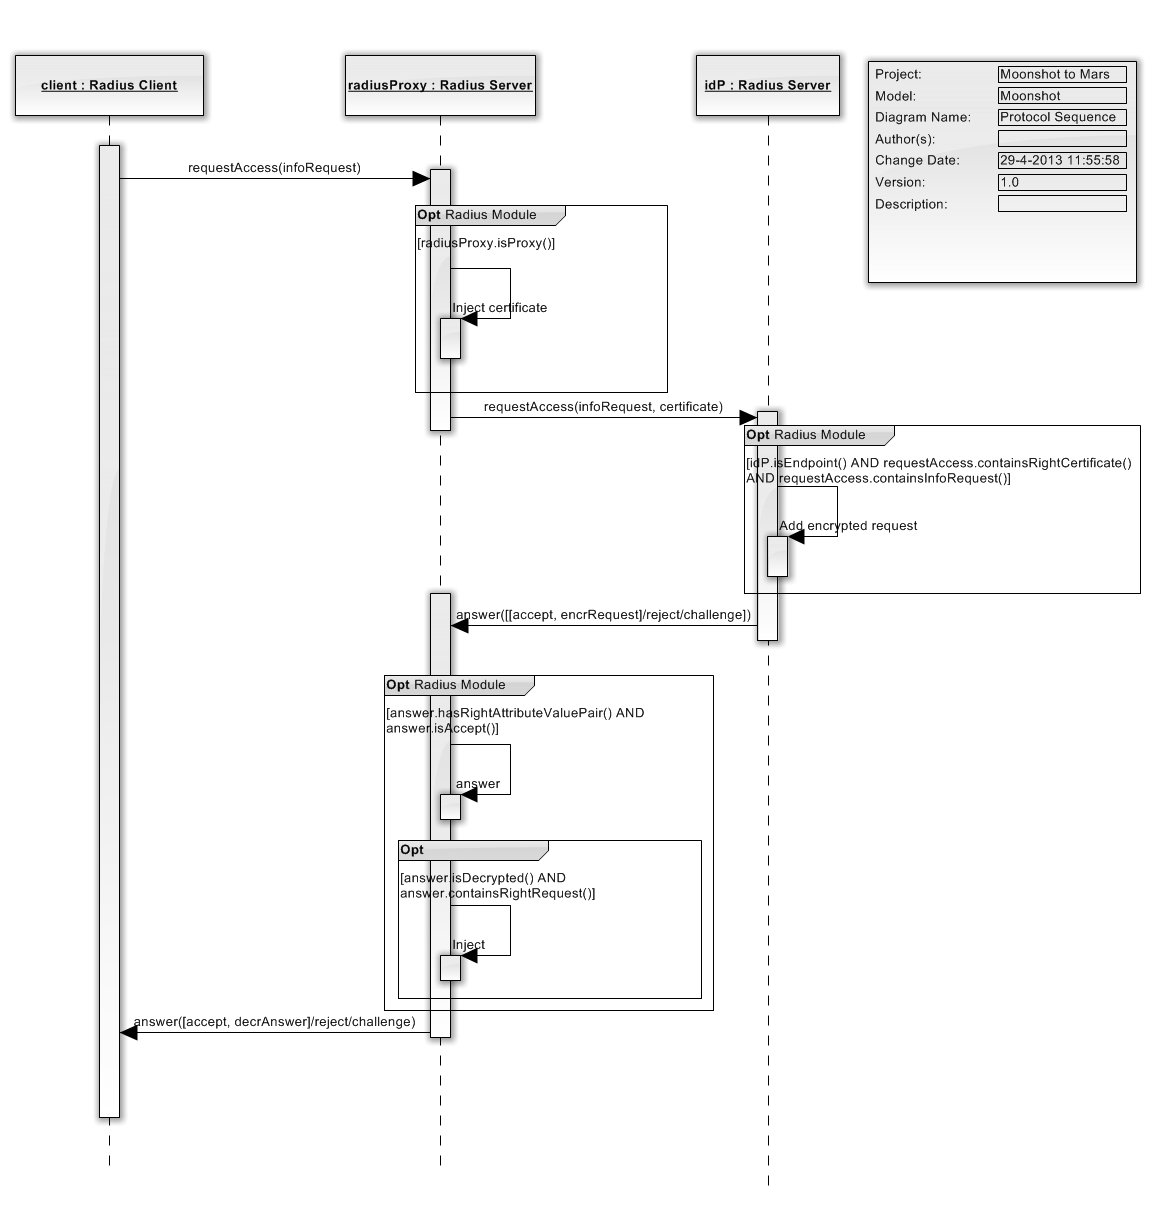 client : Radius Client
radiusProxy : Radius Server
idP : Radius Server
Project: Moonshot to Mars
Model: Moonshot
Diagram Name: Protocol Sequence
Author(s):
Change Date: 29-4-2013 11:55:58
Version: 1.0
Description:
requestAccess(infoRequest)
Opt Radius Module
[radiusProxy.isProxy()]
Inject certificate
requestAccess(infoRequest, certificate)
Opt Radius Module
[idP.isEndpoint() AND requestAccess.containsRightCertificate()
AND requestAccess.containsInfoRequest()]
Add encrypted request
answer([[accept, encrRequest]/reject/challenge])
Opt Radius Module
[answer.hasRightAttributeValuePair() AND
answer.isAccept()]
answer
Opt
[answer.isDecrypted() AND
answer.containsRightRequest()]
Inject
answer([accept, decrAnswer]/reject/challenge)